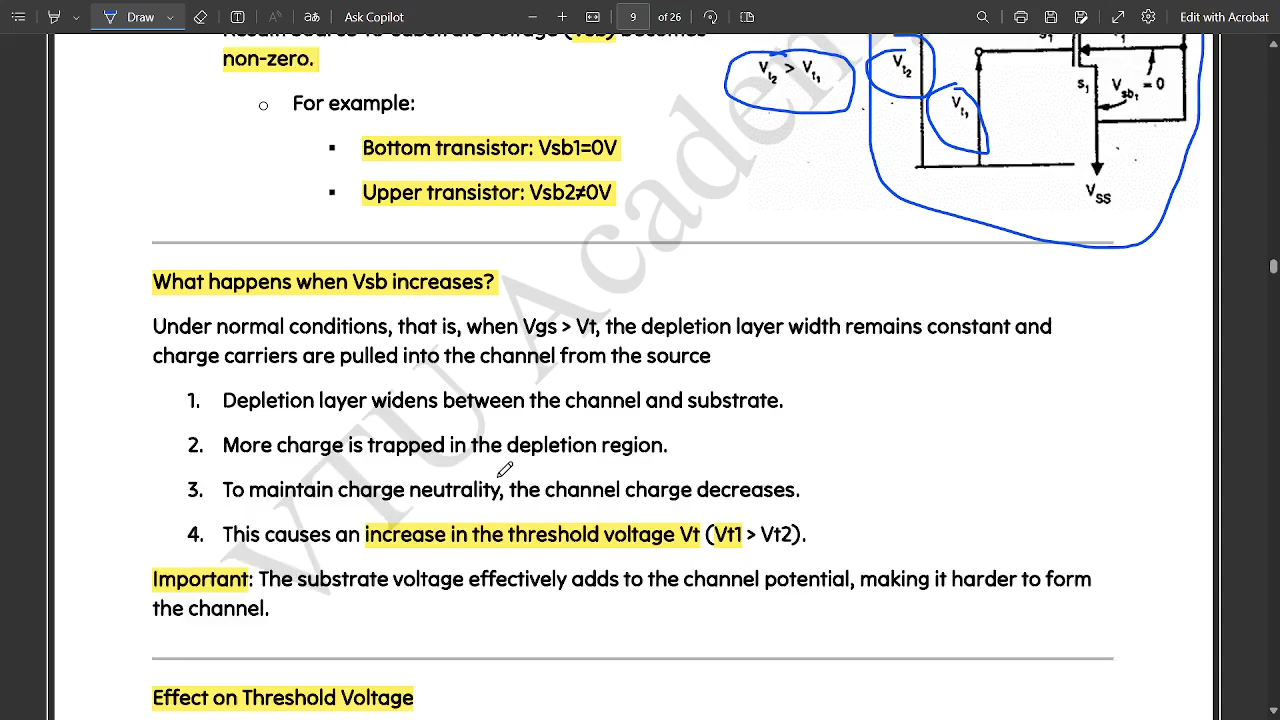 Draw
Ask Copilot
9
of 26
Edit with Acrobat
non-zero.
For example:
Bottom transistor: Vsb1=0V
Upper transistor: Vsb2≠0V
Vt2 > Vt1
Vt2
Vt1
S1
Vsb1 = 0
VSS
What happens when Vsb increases?
Under normal conditions, that is, when Vgs > Vt, the depletion layer width remains constant and
charge carriers are pulled into the channel from the source
1. Depletion layer widens between the channel and substrate.
2. More charge is trapped in the depletion region.
3. To maintain charge neutrality, the channel charge decreases.
4. This causes an increase in the threshold voltage Vt (Vt1 > Vt2).
Important: The substrate voltage effectively adds to the channel potential, making it harder to form
the channel.
Effect on Threshold Voltage
VTU Academy